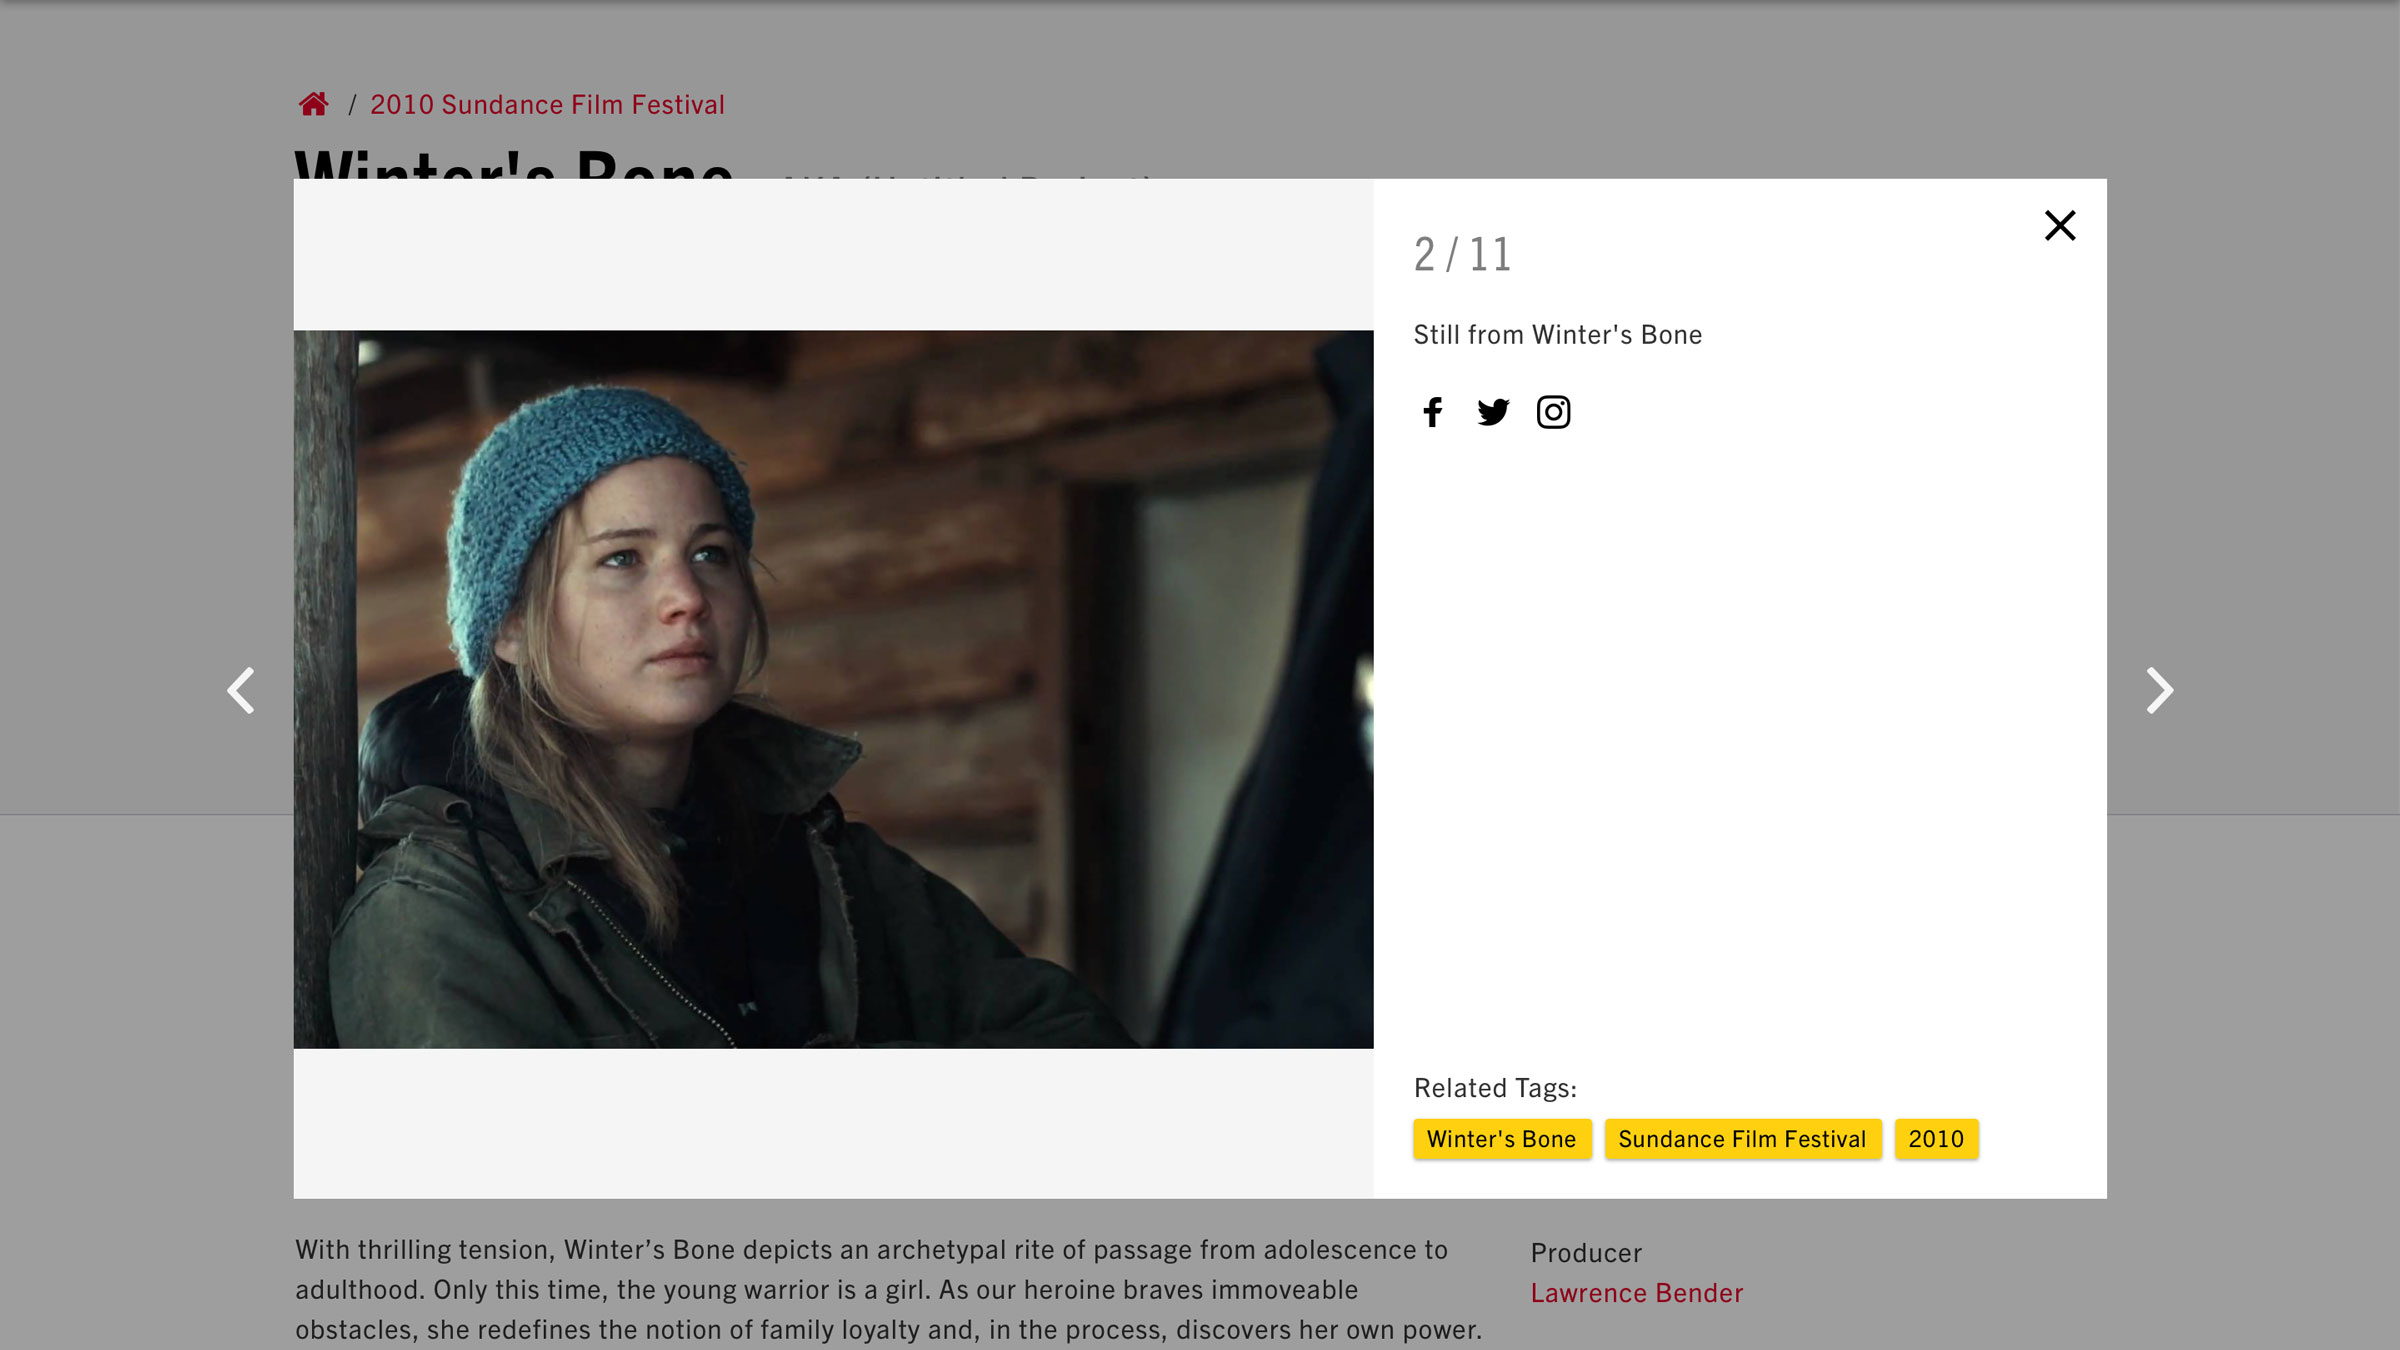 / 2010 Sundance Film Festival
Winter's Bone
2 / 11
Still from Winter's Bone
Related Tags:
Winter's Bone
Sundance Film Festival
2010
With thrilling tension, Winter’s Bone depicts an archetypal rite of passage from adolescence to
adulthood. Only this time, the young warrior is a girl. As our heroine braves immoveable
obstacles, she redefines the notion of family loyalty and, in the process, discovers her own power.
Producer
Lawrence Bender